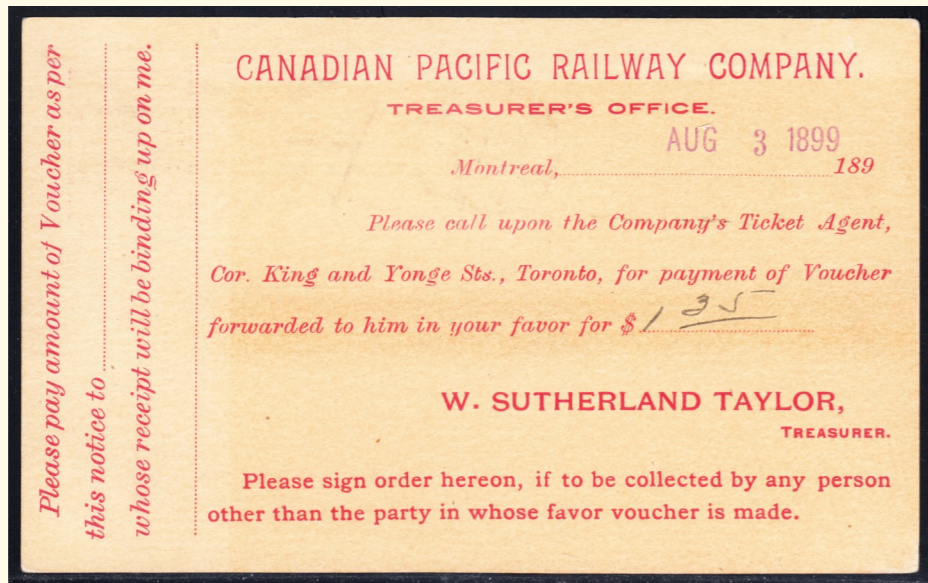 CANADIAN PACIFIC RAILWAY COMPANY.
TREASURER'S OFFICE.
AUG 3 1899
Montreal, 189
Please call upon the Company's Ticket Agent,
Cor. King and Yonge Sts., Toronto, for payment of Voucher
forwarded to him in your favor for $ 1 35
W. SUTHERLAND TAYLOR,
TREASURER.
Please sign order hereon, if to be collected by any person
other than the party in whose favor voucher is made.
Please pay amount of Voucher as per
this notice to
whose receipt will be binding up on me.